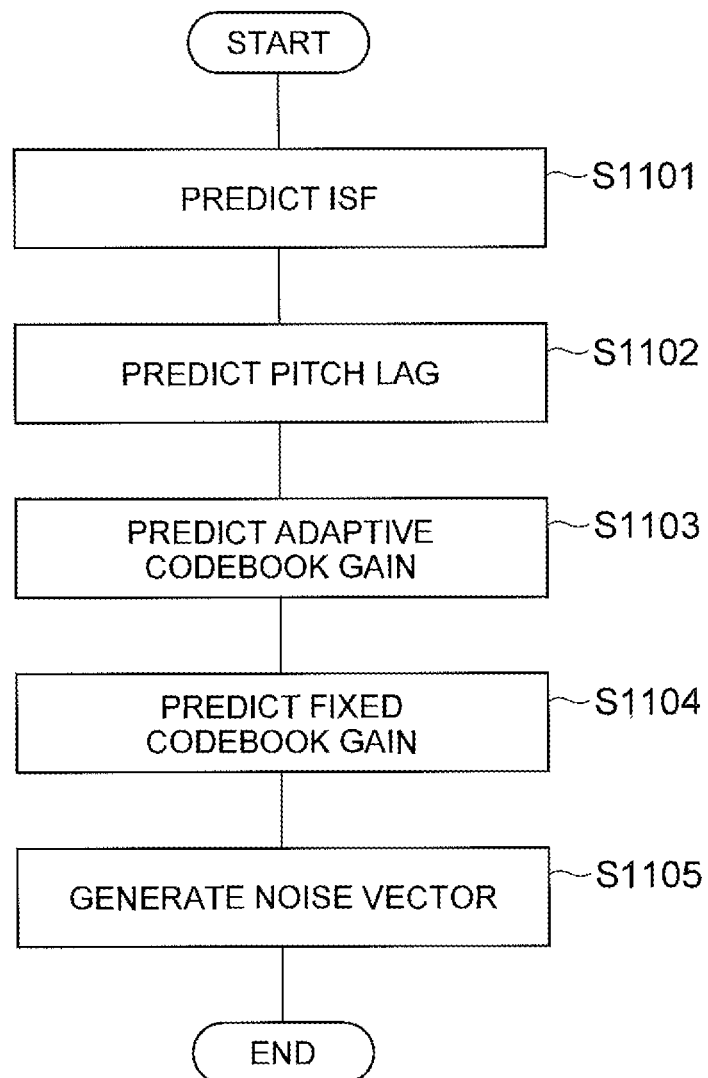 START
PREDICT ISF
S1101
PREDICT PITCH LAG
S1102
PREDICT ADAPTIVE
CODEBOOK GAIN
S1103
PREDICT FIXED
CODEBOOK GAIN
S1104
GENERATE NOISE VECTOR
S1105
END